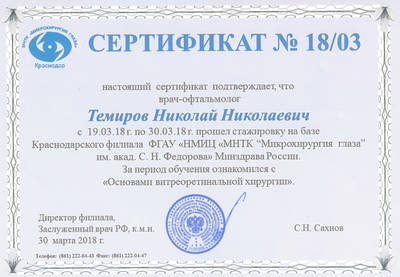 МНТК «МИКРОХИРУРГИЯ ГЛАЗА»
Краснодар
СЕРТИФИКАТ № 18/03
настоящий сертификат подтверждает, что
врач-офтальмолог
Темиров Николай Николаевич
с 19.03.18г. по 30.03.18г. прошел стажировку на базе
Краснодарского филиала ФГАУ «НМИЦ «МНТК “Микрохирургия глаза”
им. акад. С. Н. Федорова» Минздрава России.
За период обучения ознакомился с
«Основами витреоретинальной хирургии».
Директор филиала,
Заслуженный врач РФ, к.м.н.
С.Н. Сахнов
30 марта 2018 г.
Телефон: (861) 222-04-43 Факс: (861) 222-04-47